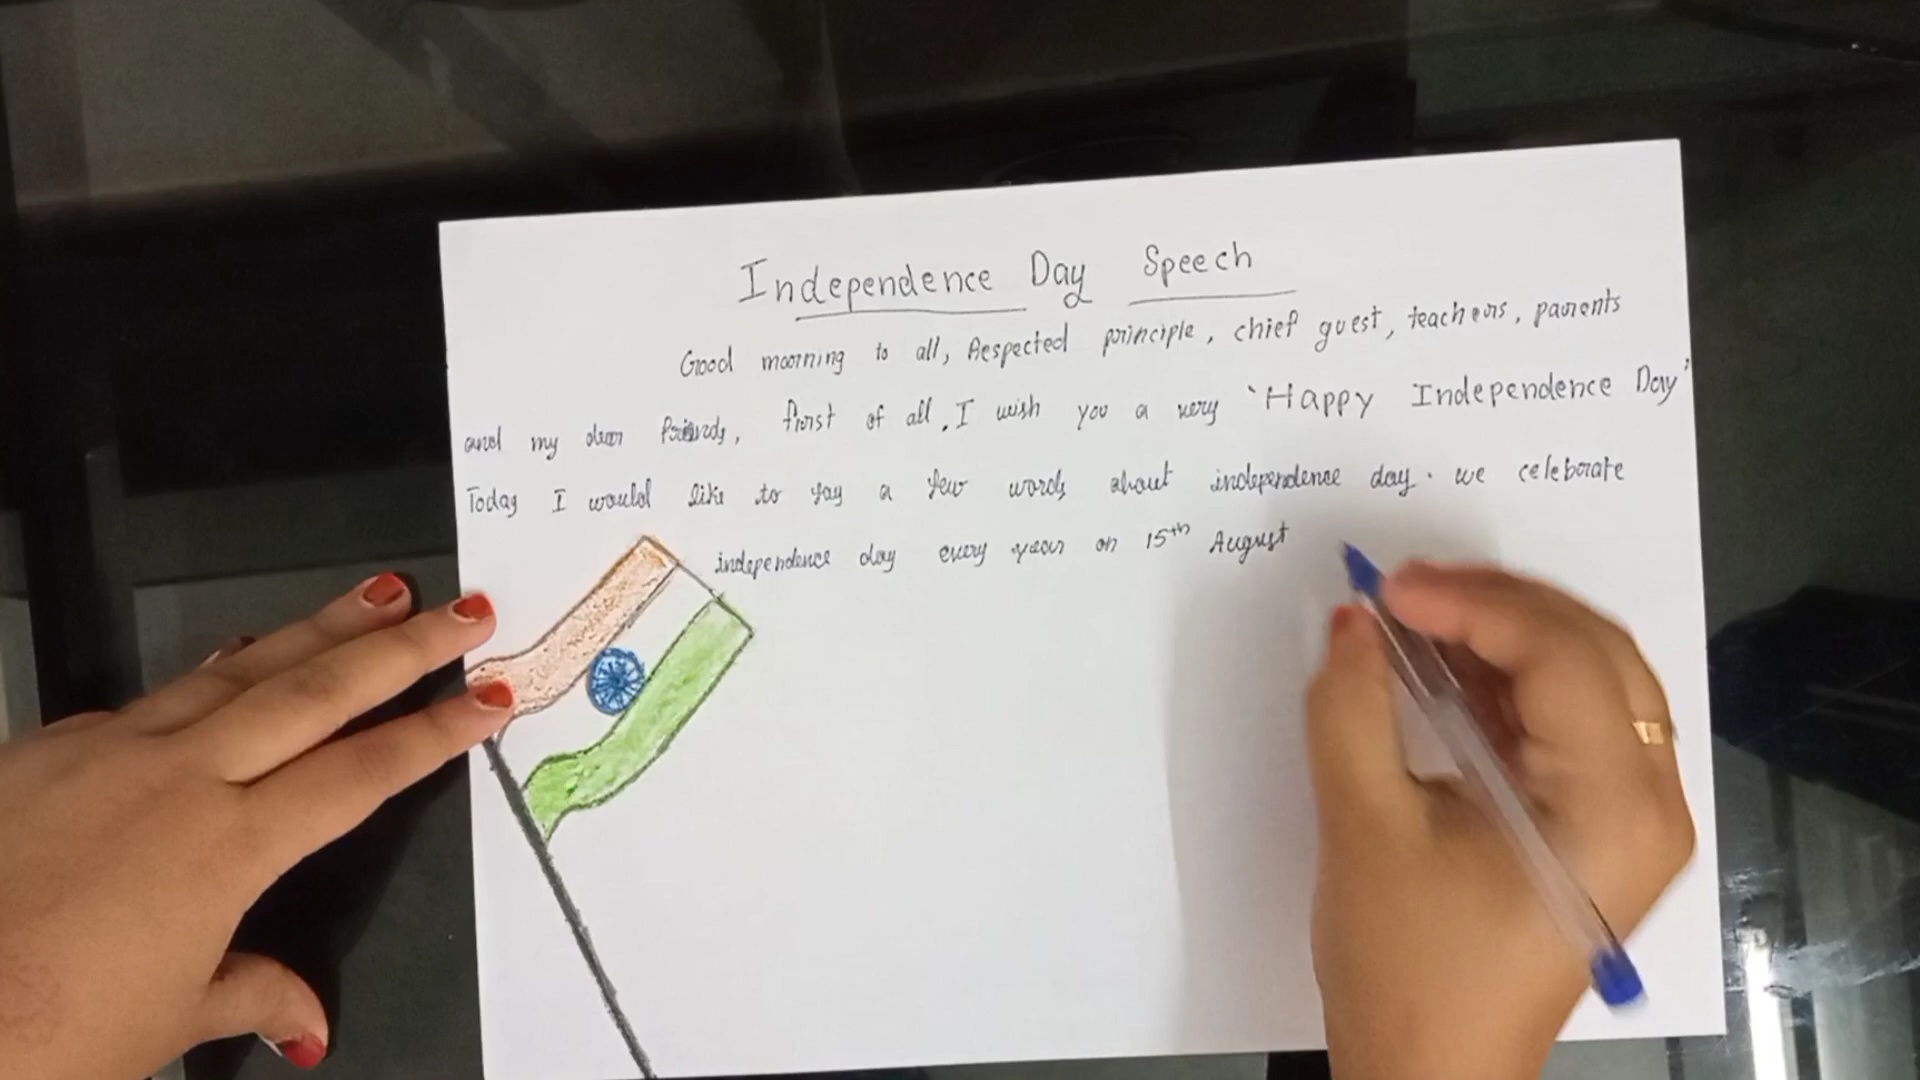 Independence Day Speech
Good morning to all, Respected principle, chief guest, teachers, parents
and my dear friends, first of all, I wish you a very 'Happy Independence Day'
Today I would like to say a few words about independence day. we celebrate
independence day every year on 15th August